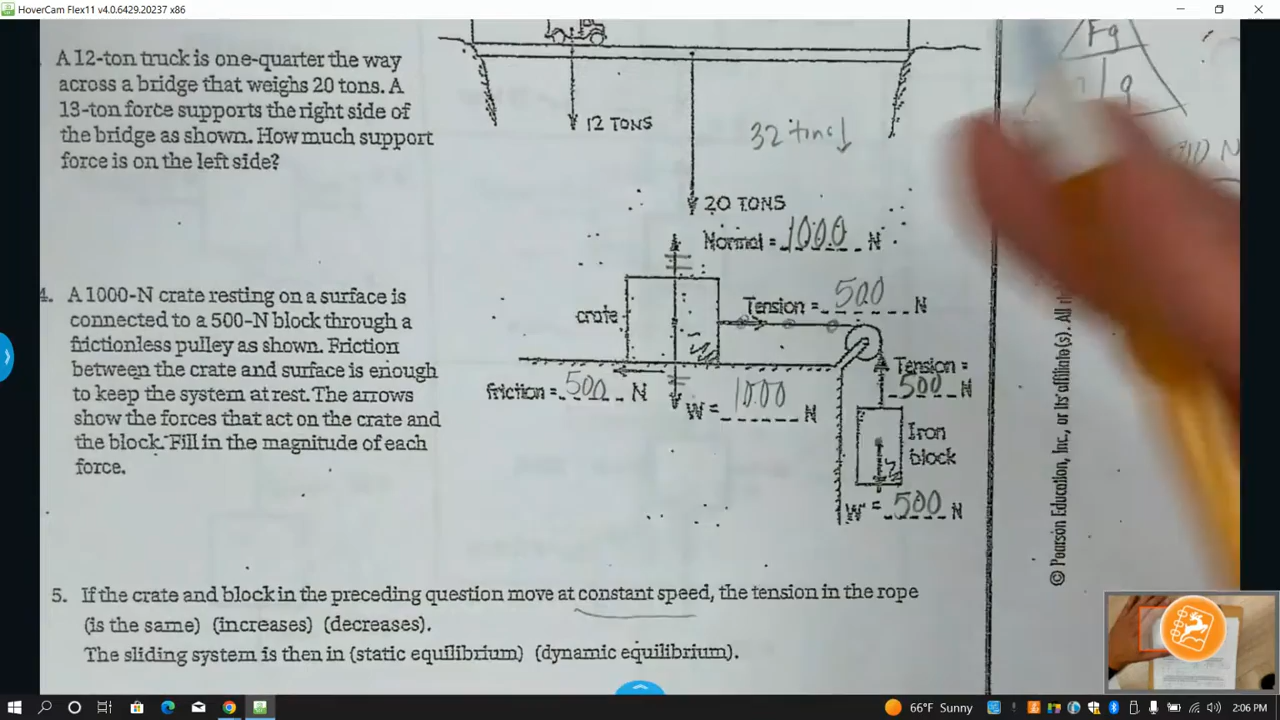 HoverCam Flex11 v4.0.6429.20237 x86
A 12-ton truck is one-quarter the way
across a bridge that weighs 20 tons. A
13-ton force supports the right side of
the bridge as shown. How much support
force is on the left side?
12 TONS
32 tons
20 TONS
Fg
g
N
Normal = 1000 N
4. A 1000-N crate resting on a surface is
connected to a 500-N block through a
frictionless pulley as shown. Friction
between the crate and surface is enough
to keep the system at rest. The arrows
show the forces that act on the crate and
the block. Fill in the magnitude of each
force.
crate
Tension = 500 N
Tension =
500 N
friction = 500 N
W = 1000 N
Iron
block
W = 500 N
© Pearson Education, Inc., or its affiliate(s). All
5. If the crate and block in the preceding question move at constant speed, the tension in the rope
(is the same) (increases) (decreases).
The sliding system is then in (static equilibrium) (dynamic equilibrium).
66°F Sunny
2:06 PM